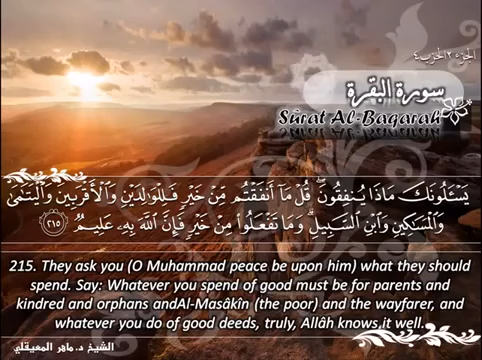 الجزء ٢ الحزب ٤
سورة البقرة
Sûrat Al-Baqarah
يَسْـَٔلُونَكَ مَاذَا يُنفِقُونَ ۖ قُلْ مَآ أَنفَقْتُم مِّنْ خَيْرٍ فَلِلْوَٰلِدَيْنِ وَٱلْأَقْرَبِينَ وَٱلْيَتَـٰمَىٰ
وَٱلْمَسَـٰكِينِ وَٱبْنِ ٱلسَّبِيلِ ۗ وَمَا تَفْعَلُوا۟ مِنْ خَيْرٍ فَإِنَّ ٱللَّهَ بِهِۦ عَلِيمٌ ٢١٥
215. They ask you (O Muhammad peace be upon him) what they should
spend. Say: Whatever you spend of good must be for parents and
kindred and orphans andAl-Masâkîn (the poor) and the wayfarer, and
whatever you do of good deeds, truly, Allâh knows it well.
الشيخ د. ماهر المعيقلي